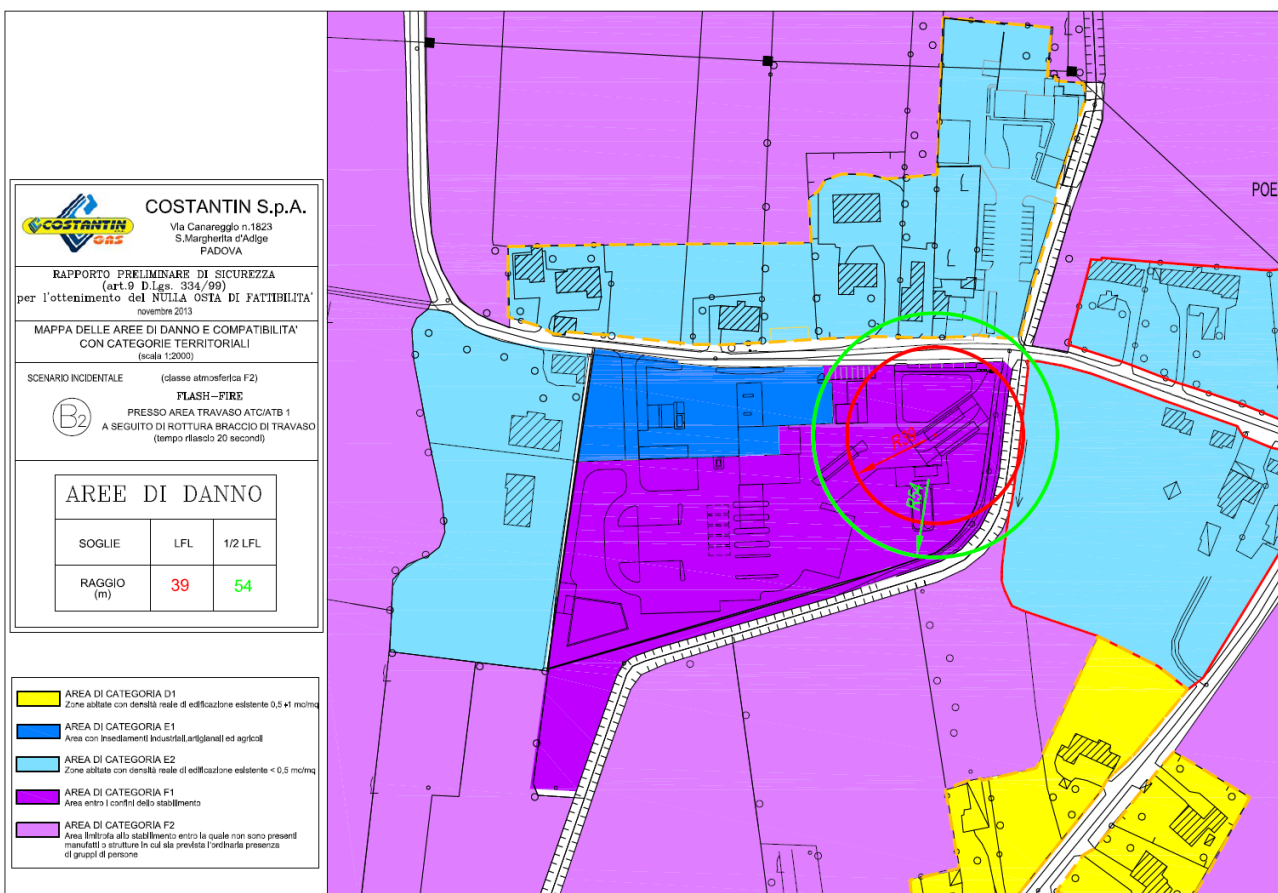 COSTANTIN
GAS
COSTANTIN S.p.A.
Via Canareggio n.1823
S.Margherita d'Adige
PADOVA
RAPPORTO PRELIMINARE DI SICUREZZA
(art.9 D.Lgs. 334/99)
per l'ottenimento del NULLA OSTA DI FATTIBILITA'
novembre 2013
MAPPA DELLE AREE DI DANNO E COMPATIBILITA'
CON CATEGORIE TERRITORIALI
(scala 1:2000)
SCENARIO INCIDENTALE (classe atmosferica F2)
B2
FLASH-FIRE
PRESSO AREA TRAVASO ATC/ATB 1
A SEGUITO DI ROTTURA BRACCIO DI TRAVASO
(tempo rilascio 20 secondi)
AREE DI DANNO
SOGLIE LFL 1/2 LFL
RAGGIO (m) 39 54
AREA DI CATEGORIA D1
Zone abitate con densità reale di edificazione esistente 0,5 +1 mc/mq
AREA DI CATEGORIA E1
Area con insediamenti industriali,artigianali ed agricoli
AREA DI CATEGORIA E2
Zone abitate con densità reale di edificazione esistente < 0,5 mc/mq
AREA DI CATEGORIA F1
Area entro i confini dello stabilimento
AREA DI CATEGORIA F2
Area limitrofa allo stabilimento entro la quale non sono presenti
manufatti o strutture in cui sia prevista l'ordinaria presenza
di gruppi di persone
POE
R39
R54